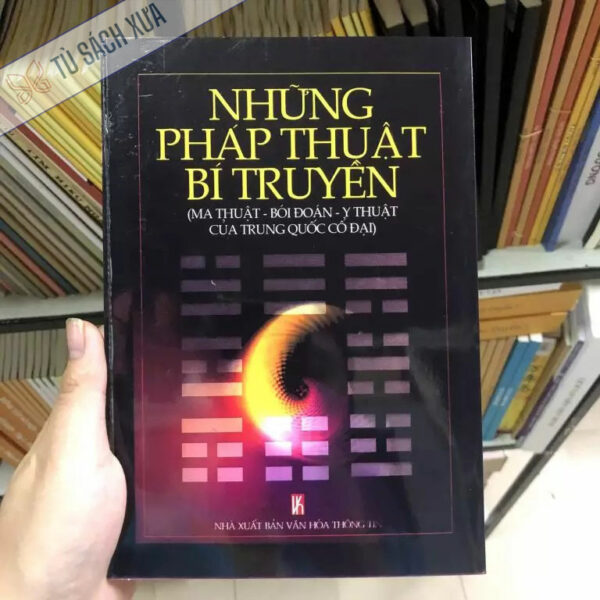 TỦ SÁCH XƯA
NHỮNG
PHÁP THUẬT
BÍ TRUYỀN
(MA THUẬT - BÓI ĐOÁN - Y THUẬT
CỦA TRUNG QUỐC CỔ ĐẠI)
NHÀ XUẤT BẢN VĂN HÓA THÔNG TIN